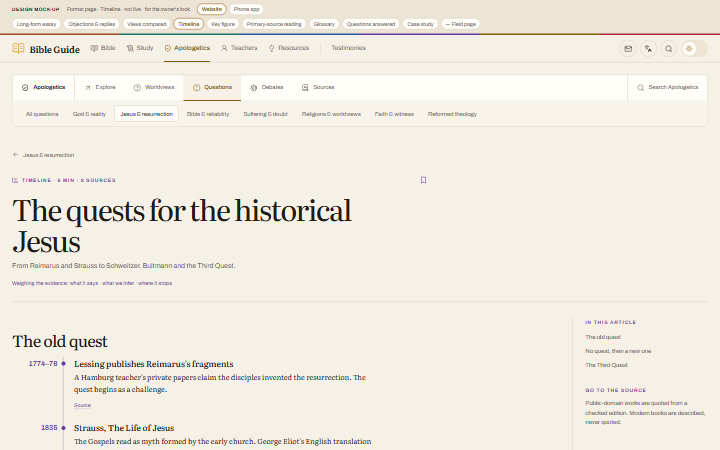 DESIGN MOCK-UP Format page · Timeline · not live · for the owner's look Website Phone app
Long-form essay Objections & replies Views compared Timeline Key figure Primary-source reading Glossary Questions answered Case study ← Field page
Bible Guide Bible Study Apologetics Teachers Resources Testimonies
Apologetics Explore Worldviews Questions Debates Sources Search Apologetics
All questions God & reality Jesus & resurrection Bible & reliability Suffering & doubt Religions & worldviews Faith & witness Reformed theology
← Jesus & resurrection
TIMELINE · 6 MIN · 9 SOURCES
The quests for the historical
Jesus
From Reimarus and Strauss to Schweitzer, Bultmann and the Third Quest.
Weighing the evidence: what it says · what we infer · where it stops
The old quest
1774–78 Lessing publishes Reimarus's fragments
A Hamburg teacher's private papers claim the disciples invented the resurrection. The
quest begins as a challenge.
Source
1835 Strauss, The Life of Jesus
The Gospels read as myth formed by the early church. George Eliot's English translation
IN THIS ARTICLE
The old quest
No quest, then a new one
The Third Quest
GO TO THE SOURCE
Public-domain works are quoted from a
checked edition. Modern books are described,
never quoted.